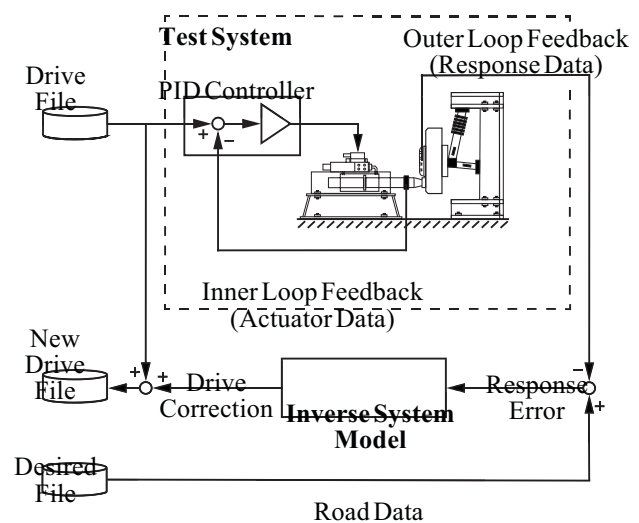 Test System
Outer Loop Feedback
(Response Data)
Drive
File
PID Controller
+
−
Inner Loop Feedback
(Actuator Data)
New
Drive
File
+
+
Drive
Correction
Inverse System
Model
Response
Error
−
+
Desired
File
Road Data